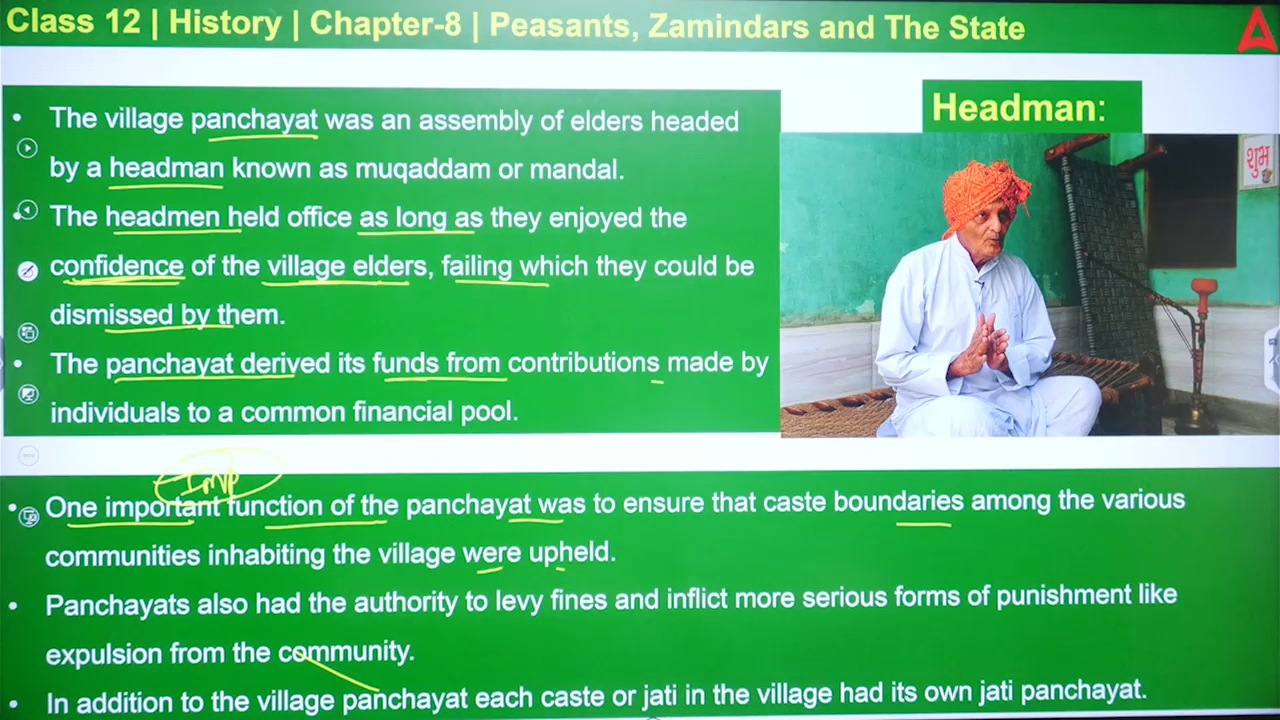 Class 12 | History | Chapter-8 | Peasants, Zamindars and The State
Headman:
• The village panchayat was an assembly of elders headed
by a headman known as muqaddam or mandal.
• The headmen held office as long as they enjoyed the
confidence of the village elders, failing which they could be
dismissed by them.
• The panchayat derived its funds from contributions made by
individuals to a common financial pool.
शुभ
Imp
• One important function of the panchayat was to ensure that caste boundaries among the various
communities inhabiting the village were upheld.
• Panchayats also had the authority to levy fines and inflict more serious forms of punishment like
expulsion from the community.
• In addition to the village panchayat each caste or jati in the village had its own jati panchayat.